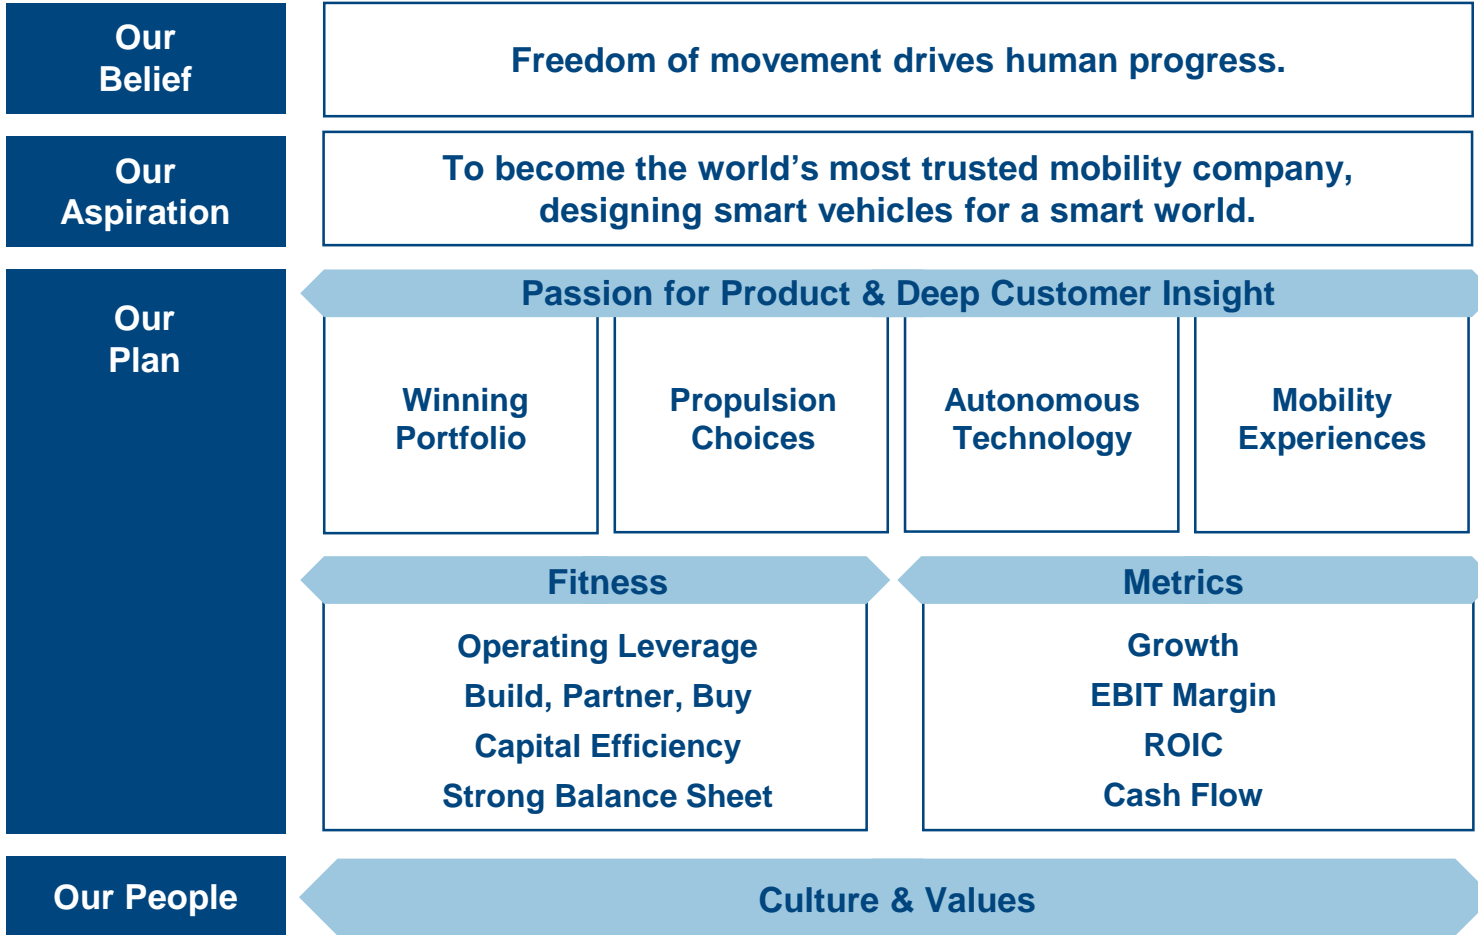 Our
Belief
Freedom of movement drives human progress.
Our
Aspiration
To become the world’s most trusted mobility company,
designing smart vehicles for a smart world.
Our
Plan
Passion for Product & Deep Customer Insight
Winning
Portfolio
Propulsion
Choices
Autonomous
Technology
Mobility
Experiences
Fitness
Operating Leverage
Build, Partner, Buy
Capital Efficiency
Strong Balance Sheet
Metrics
Growth
EBIT Margin
ROIC
Cash Flow
Our People
Culture & Values